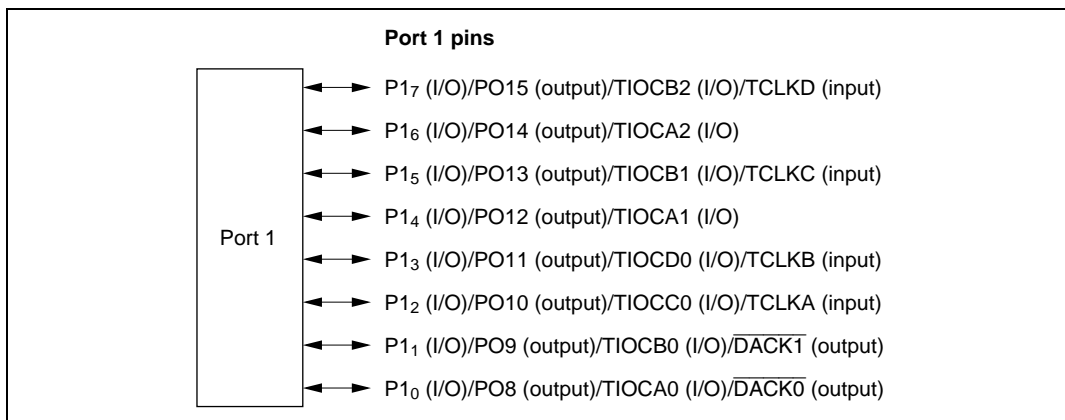 Port 1 pins
P1₇ (I/O)/PO15 (output)/TIOCB2 (I/O)/TCLKD (input)
P1₆ (I/O)/PO14 (output)/TIOCA2 (I/O)
P1₅ (I/O)/PO13 (output)/TIOCB1 (I/O)/TCLKC (input)
P1₄ (I/O)/PO12 (output)/TIOCA1 (I/O)
Port 1
P1₃ (I/O)/PO11 (output)/TIOCD0 (I/O)/TCLKB (input)
P1₂ (I/O)/PO10 (output)/TIOCC0 (I/O)/TCLKA (input)
P1₁ (I/O)/PO9 (output)/TIOCB0 (I/O)/D̅A̅C̅K̅1̅ (output)
P1₀ (I/O)/PO8 (output)/TIOCA0 (I/O)/D̅A̅C̅K̅0̅ (output)